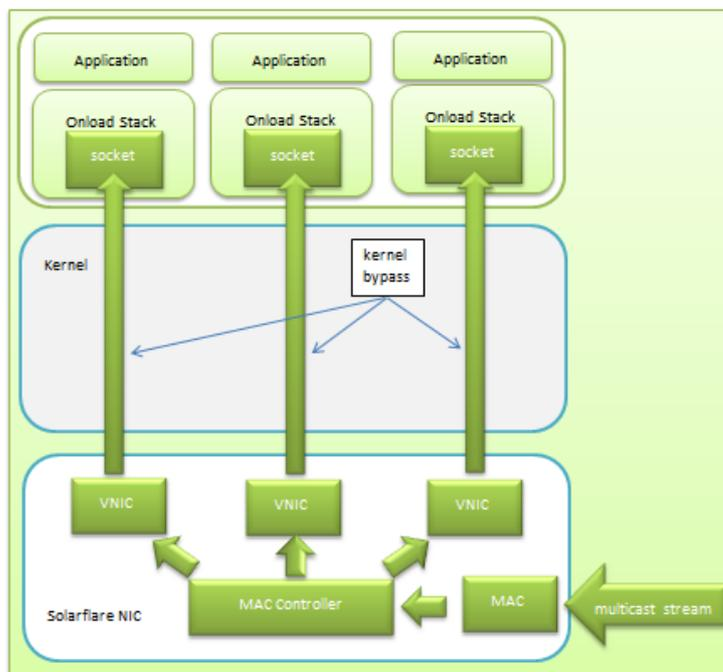 Application
Application
Application
Onload Stack
Onload Stack
Onload Stack
socket
socket
socket
Kernel
kernel
bypass
VNIC
VNIC
VNIC
MAC Controller
MAC
multicast stream
Solarflare NIC